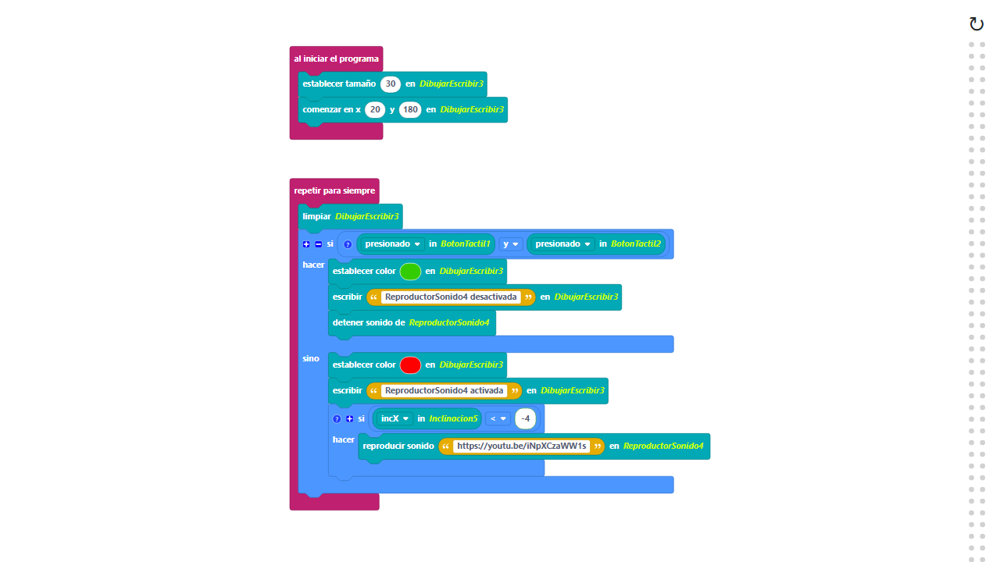 al iniciar el programa
establecer tamaño 30 en DibujarEscribir3
comenzar en x 20 y 180 en DibujarEscribir3
repetir para siempre
limpiar DibujarEscribir3
si presionado in BotonTactil1 y presionado in BotonTactil2
hacer
establecer color en DibujarEscribir3
escribir “ ReproductorSonido4 desactivada ” en DibujarEscribir3
detener sonido de ReproductorSonido4
sino
establecer color en DibujarEscribir3
escribir “ ReproductorSonido4 activada ” en DibujarEscribir3
si incX in Inclinacion5 < -4
hacer
reproducir sonido “ https://youtu.be/iNpXCzaWW1s ” en ReproductorSonido4